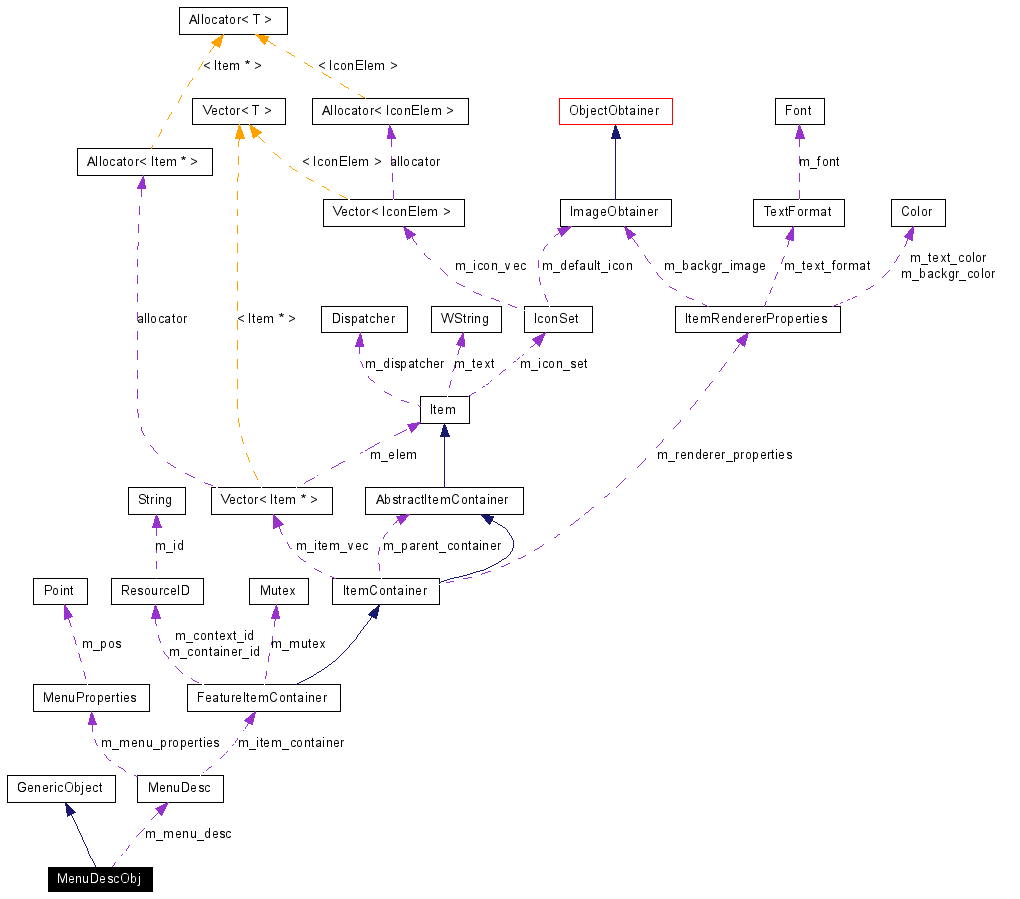 Allocator< T >
< Item * >
< IconElem >
Vector< T >
Allocator< IconElem >
ObjectObtainer
Font
Allocator< Item * >
< IconElem >
allocator
m_font
Vector< IconElem >
ImageObtainer
TextFormat
Color
m_icon_vec
m_default_icon
m_backgr_image
m_text_format
m_text_color
m_backgr_color
allocator
< Item * >
Dispatcher
WString
IconSet
ItemRendererProperties
m_dispatcher
m_text
m_icon_set
Item
m_elem
m_renderer_properties
String
Vector< Item * >
AbstractItemContainer
m_id
m_item_vec
m_parent_container
Point
ResourceID
Mutex
ItemContainer
m_pos
m_context_id
m_container_id
m_mutex
MenuProperties
FeatureItemContainer
m_menu_properties
m_item_container
GenericObject
MenuDesc
m_menu_desc
MenuDescObj